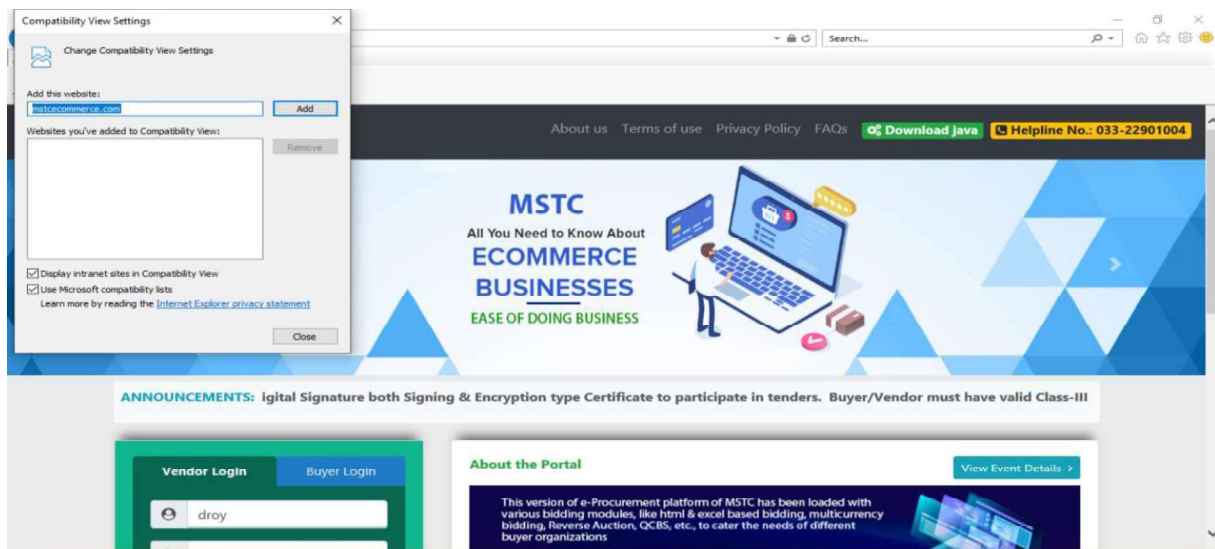 Compatibility View Settings
Change Compatibility View Settings
Add this website:
mstcecommerce.com
Add
Websites you've added to Compatibility View:
Remove
Display intranet sites in Compatibility View
Use Microsoft compatibility lists
Learn more by reading the Internet Explorer privacy statement
Close
Search...
About us Terms of use Privacy Policy FAQs Download java Helpline No.: 033-22901004
MSTC
All You Need to Know About
ECOMMERCE
BUSINESSES
EASE OF DOING BUSINESS
ANNOUNCEMENTS: igital Signature both Signing & Encryption type Certificate to participate in tenders. Buyer/Vendor must have valid Class-III
Vendor Login Buyer Login
droy
About the Portal
View Event Details >
This version of e-Procurement platform of MSTC has been loaded with
various bidding modules, like html & excel based bidding, multicurrency
bidding, Reverse Auction, QCBS, etc., to cater the needs of different
buyer organizations